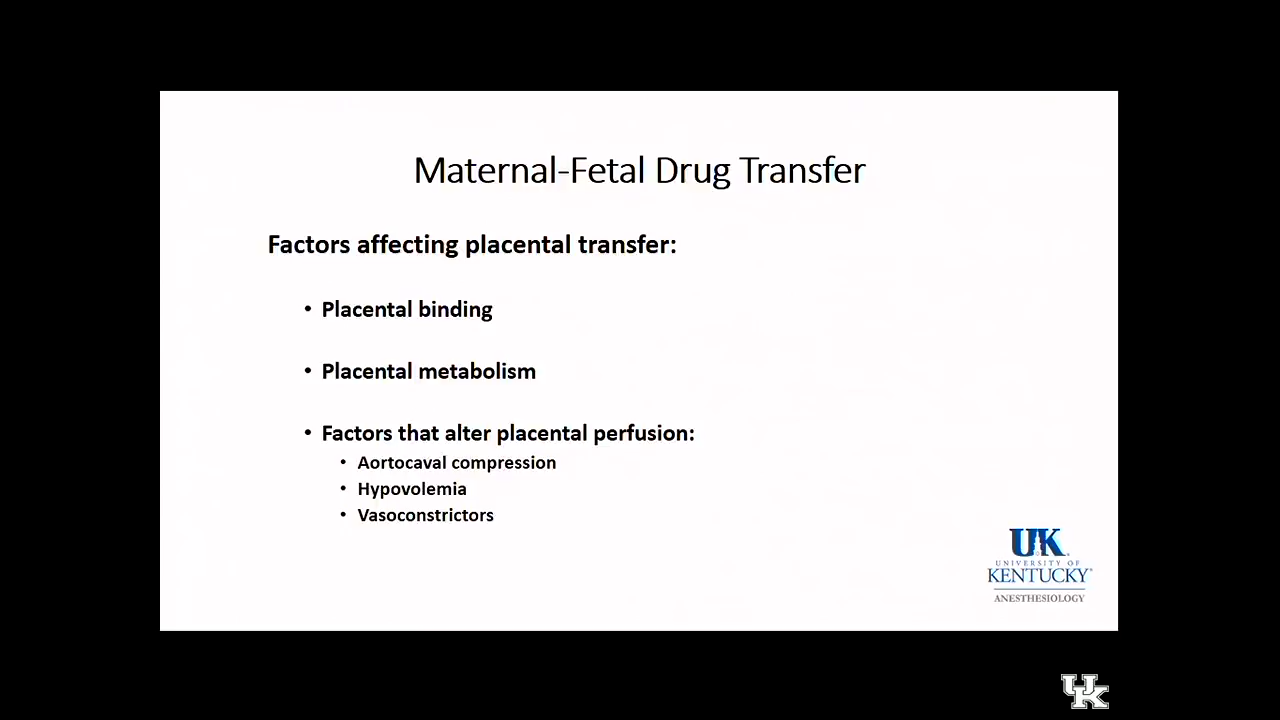 Maternal-Fetal Drug Transfer
Factors affecting placental transfer:
• Placental binding
• Placental metabolism
• Factors that alter placental perfusion:
• Aortocaval compression
• Hypovolemia
• Vasoconstrictors
UK
UNIVERSITY OF
KENTUCKY®
ANESTHESIOLOGY
UK